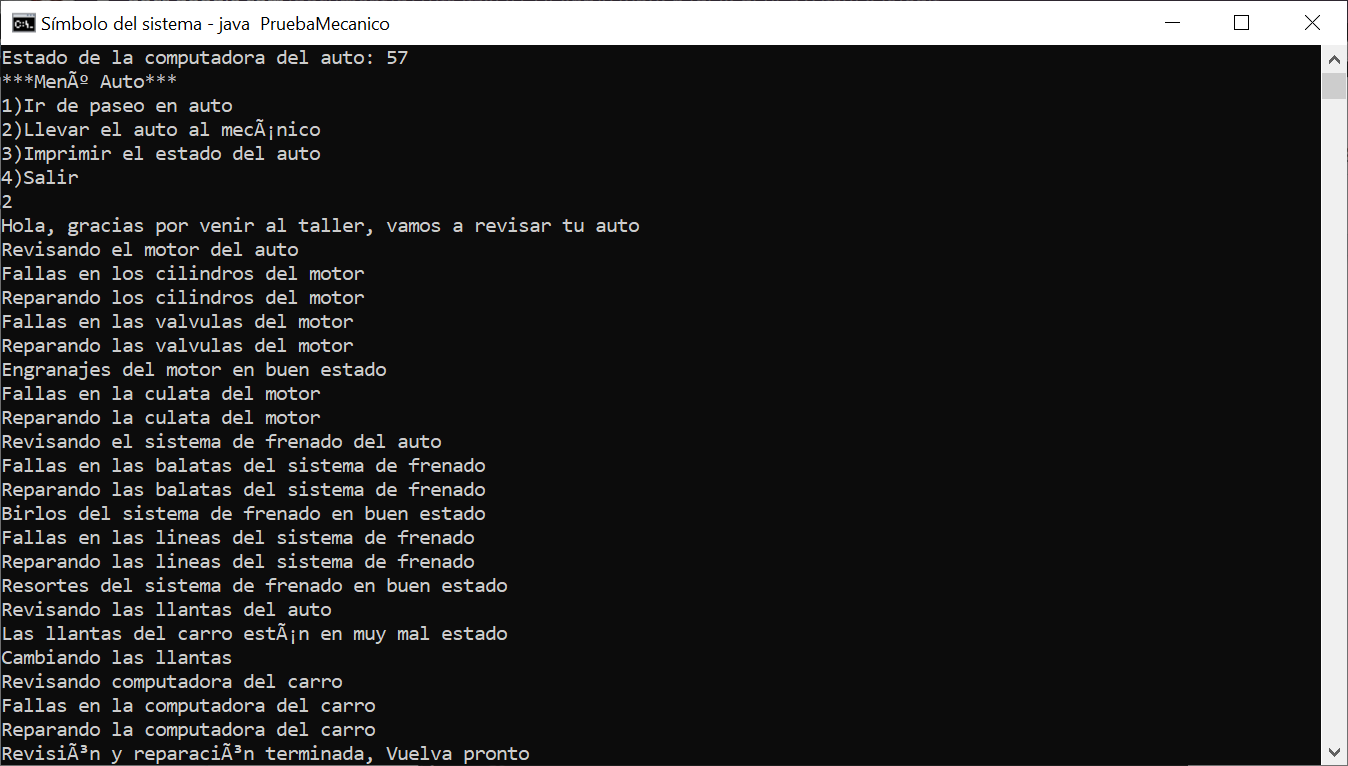 Símbolo del sistema - java  PruebaMecanico
Estado de la computadora del auto: 57
***MenÃº Auto***
1)Ir de paseo en auto
2)Llevar el auto al mecÃ¡nico
3)Imprimir el estado del auto
4)Salir
2
Hola, gracias por venir al taller, vamos a revisar tu auto
Revisando el motor del auto
Fallas en los cilindros del motor
Reparando los cilindros del motor
Fallas en las valvulas del motor
Reparando las valvulas del motor
Engranajes del motor en buen estado
Fallas en la culata del motor
Reparando la culata del motor
Revisando el sistema de frenado del auto
Fallas en las balatas del sistema de frenado
Reparando las balatas del sistema de frenado
Birlos del sistema de frenado en buen estado
Fallas en las lineas del sistema de frenado
Reparando las lineas del sistema de frenado
Resortes del sistema de frenado en buen estado
Revisando las llantas del auto
Las llantas del carro estÃ¡n en muy mal estado
Cambiando las llantas
Revisando computadora del carro
Fallas en la computadora del carro
Reparando la computadora del carro
RevisiÃ³n y reparaciÃ³n terminada, Vuelva pronto